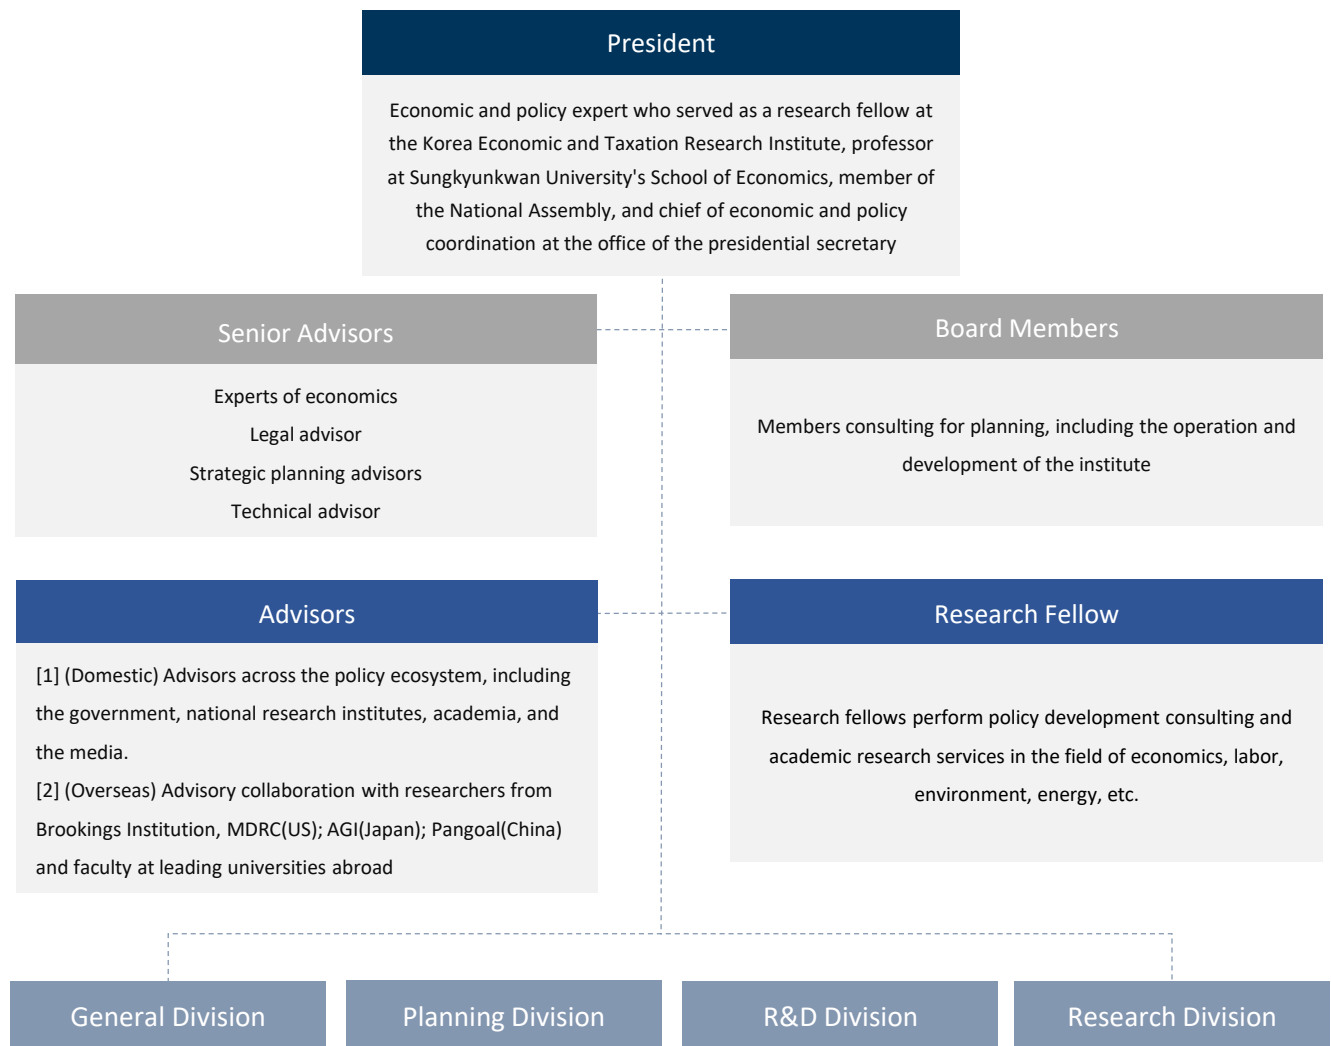 President
Economic and policy expert who served as a research fellow at
the Korea Economic and Taxation Research Institute, professor
at Sungkyunkwan University's School of Economics, member of
the National Assembly, and chief of economic and policy
coordination at the office of the presidential secretary
Senior Advisors
Experts of economics
Legal advisor
Strategic planning advisors
Technical advisor
Board Members
Members consulting for planning, including the operation and
development of the institute
Advisors
[1] (Domestic) Advisors across the policy ecosystem, including
the government, national research institutes, academia, and
the media.
[2] (Overseas) Advisory collaboration with researchers from
Brookings Institution, MDRC(US); AGI(Japan); Pangoal(China)
and faculty at leading universities abroad
Research Fellow
Research fellows perform policy development consulting and
academic research services in the field of economics, labor,
environment, energy, etc.
General Division
Planning Division
R&D Division
Research Division